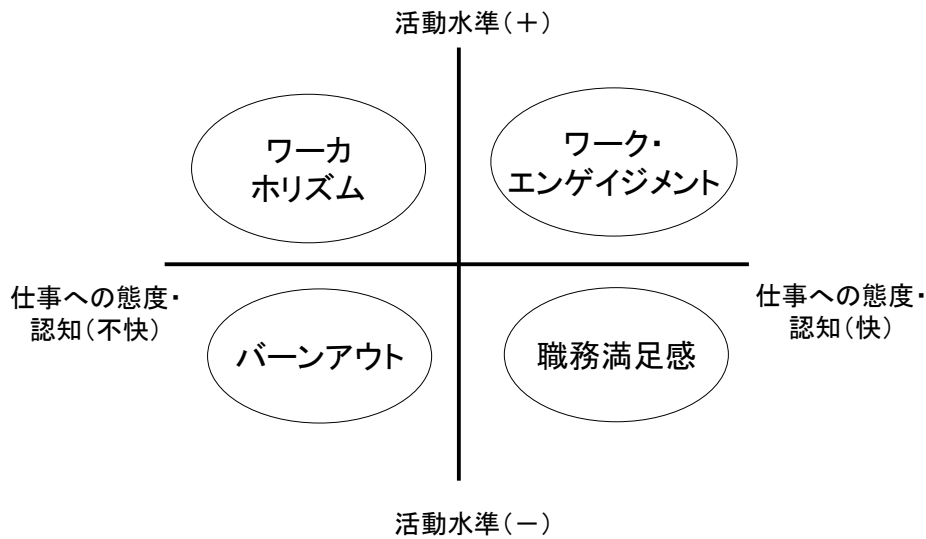 活動水準(＋)
ワーカ
ホリズム
ワーク・
エンゲイジメント
仕事への態度・
認知(不快)
仕事への態度・
認知(快)
バーンアウト
職務満足感
活動水準(－)